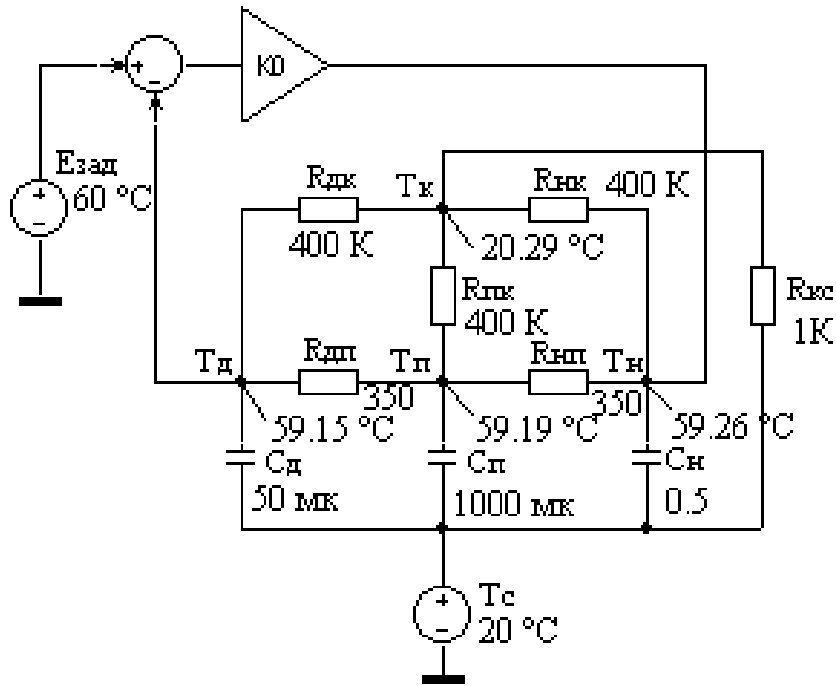 K0
+
-
Eзад
60 °C
+
-
Rдк
Tк
Rнк
400 К
400 К
20.29 °C
Rпк
400 К
Rкс
1К
Rдп
Rнп
Tд
Tп
Tн
350
350
59.15 °C
59.19 °C
59.26 °C
Cд
Cп
Cн
50 мк
1000 мк
0.5
+
-
Tс
20 °C